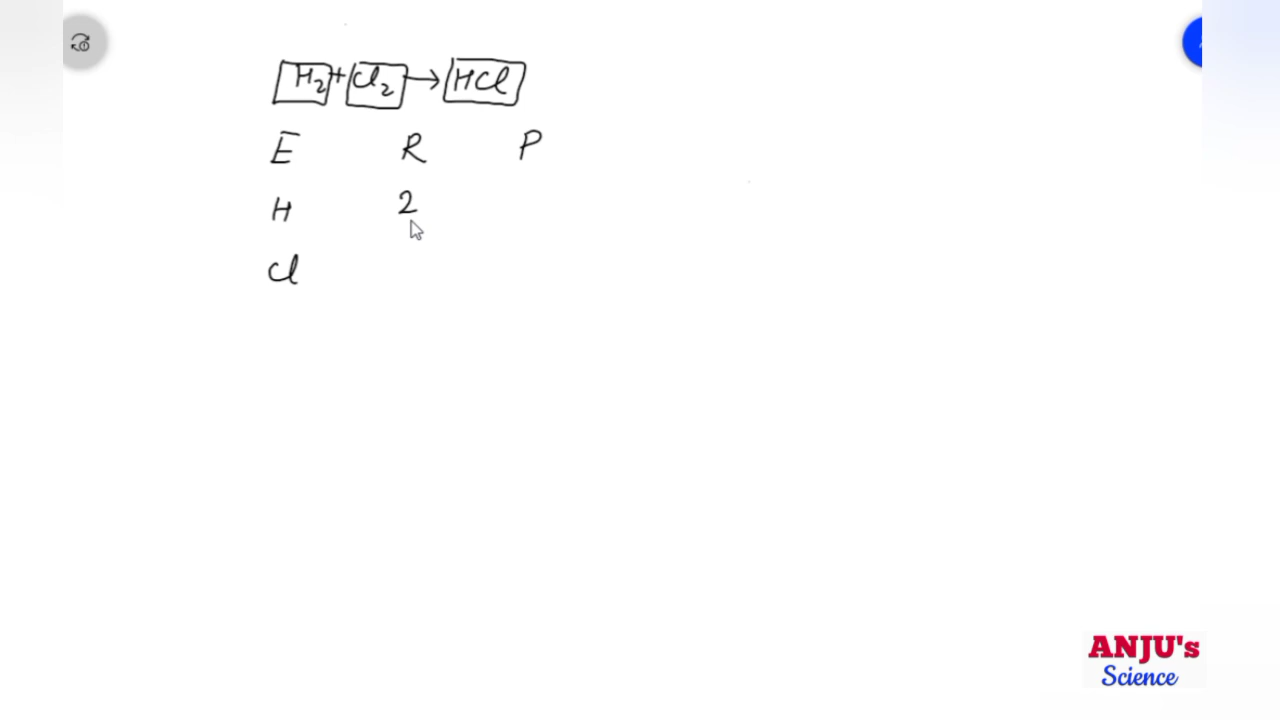 H₂ + Cl₂ → HCl
E R P
H 2
Cl
ANJU's
Science